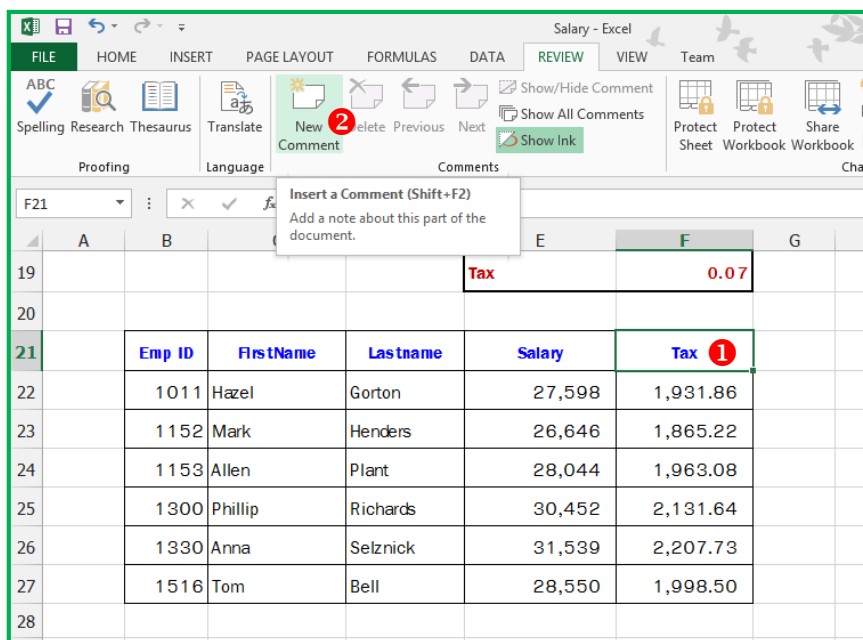 Salary - Excel
FILE HOME INSERT PAGE LAYOUT FORMULAS DATA REVIEW VIEW Team
ABC
Spelling Research Thesaurus
Proofing
Translate
Language
New
Comment
2
Delete Previous Next
Show/Hide Comment
Show All Comments
Show Ink
Comments
Protect
Sheet
Protect
Workbook
Share
Workbook
Cha
F21
Insert a Comment (Shift+F2)
Add a note about this part of the
document.
A B E F G
19 Tax 0.07
20
21 Emp ID FirstName Lastname Salary Tax 1
22 1011 Hazel Gorton 27,598 1,931.86
23 1152 Mark Henders 26,646 1,865.22
24 1153 Allen Plant 28,044 1,963.08
25 1300 Phillip Richards 30,452 2,131.64
26 1330 Anna Selznick 31,539 2,207.73
27 1516 Tom Bell 28,550 1,998.50
28